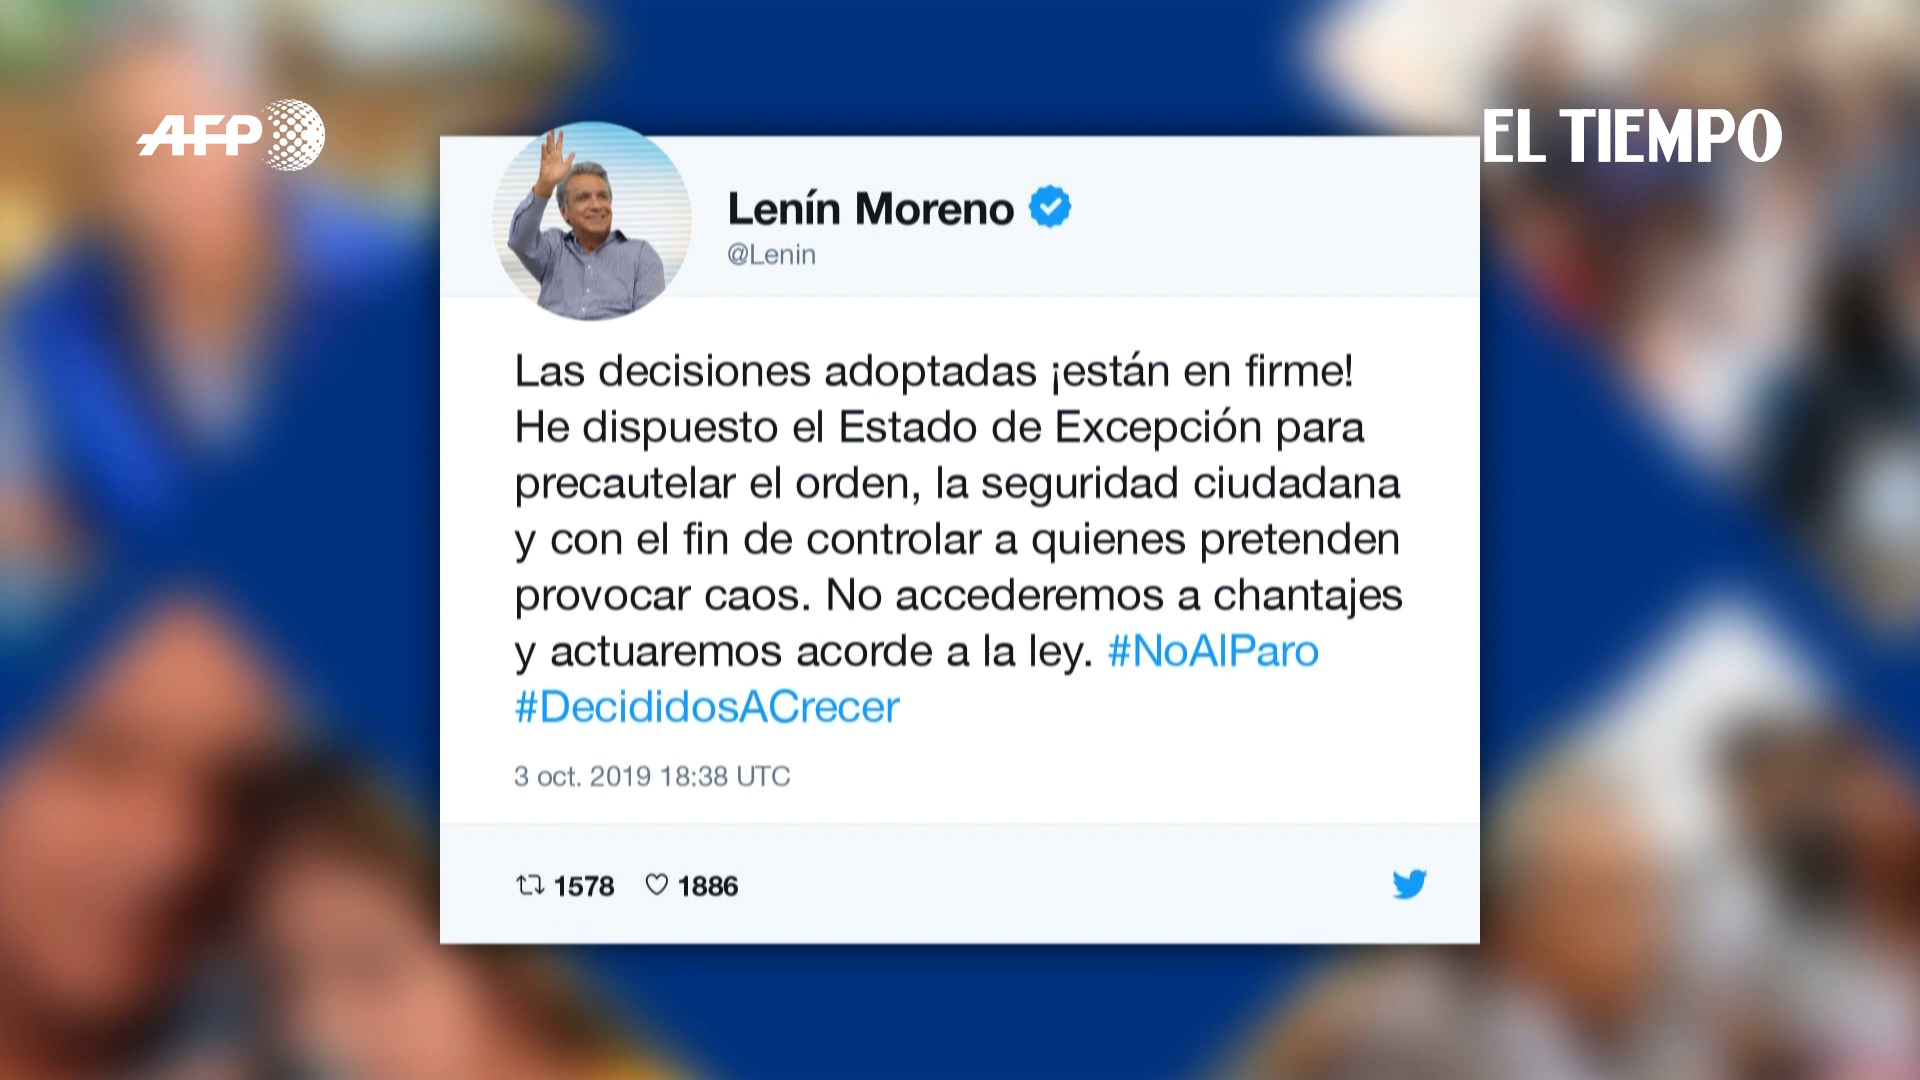 AFP
EL TIEMPO
Lenín Moreno
@Lenin
Las decisiones adoptadas ¡están en firme!
He dispuesto el Estado de Excepción para
precautelar el orden, la seguridad ciudadana
y con el fin de controlar a quienes pretenden
provocar caos. No accederemos a chantajes
y actuaremos acorde a la ley. #NoAlParo
#DecididosACrecer
3 oct. 2019 18:38 UTC
1578 1886